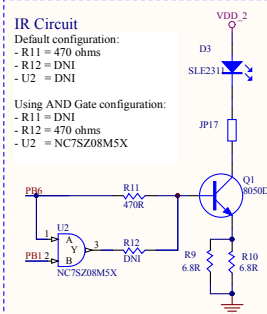 IR Circuit
Default configuration:
- R11 = 470 ohms
- R12 = DNI
- U2 = DNI
Using AND Gate configuration:
- R11 = DNI
- R12 = 470 ohms
- U2 = NC7SZ08M5X
VDD_2
D3
SLE231
JP17
Q1
8050D
PB6
R11
470R
U2
1
A
Y
3
PB1
2
B
NC7SZ08M5X
R12
DNI
R9
6.8R
R10
6.8R